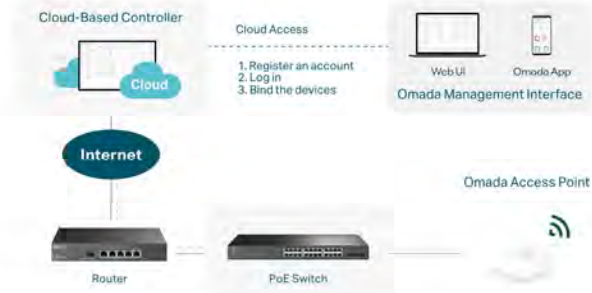 Cloud-Based Controller
Cloud
Cloud Access
1. Register an account
2. Log in
3. Bind the devices
Web UI
Omada App
Omada Management Interface
Internet
Omada Access Point
Router
PoE Switch